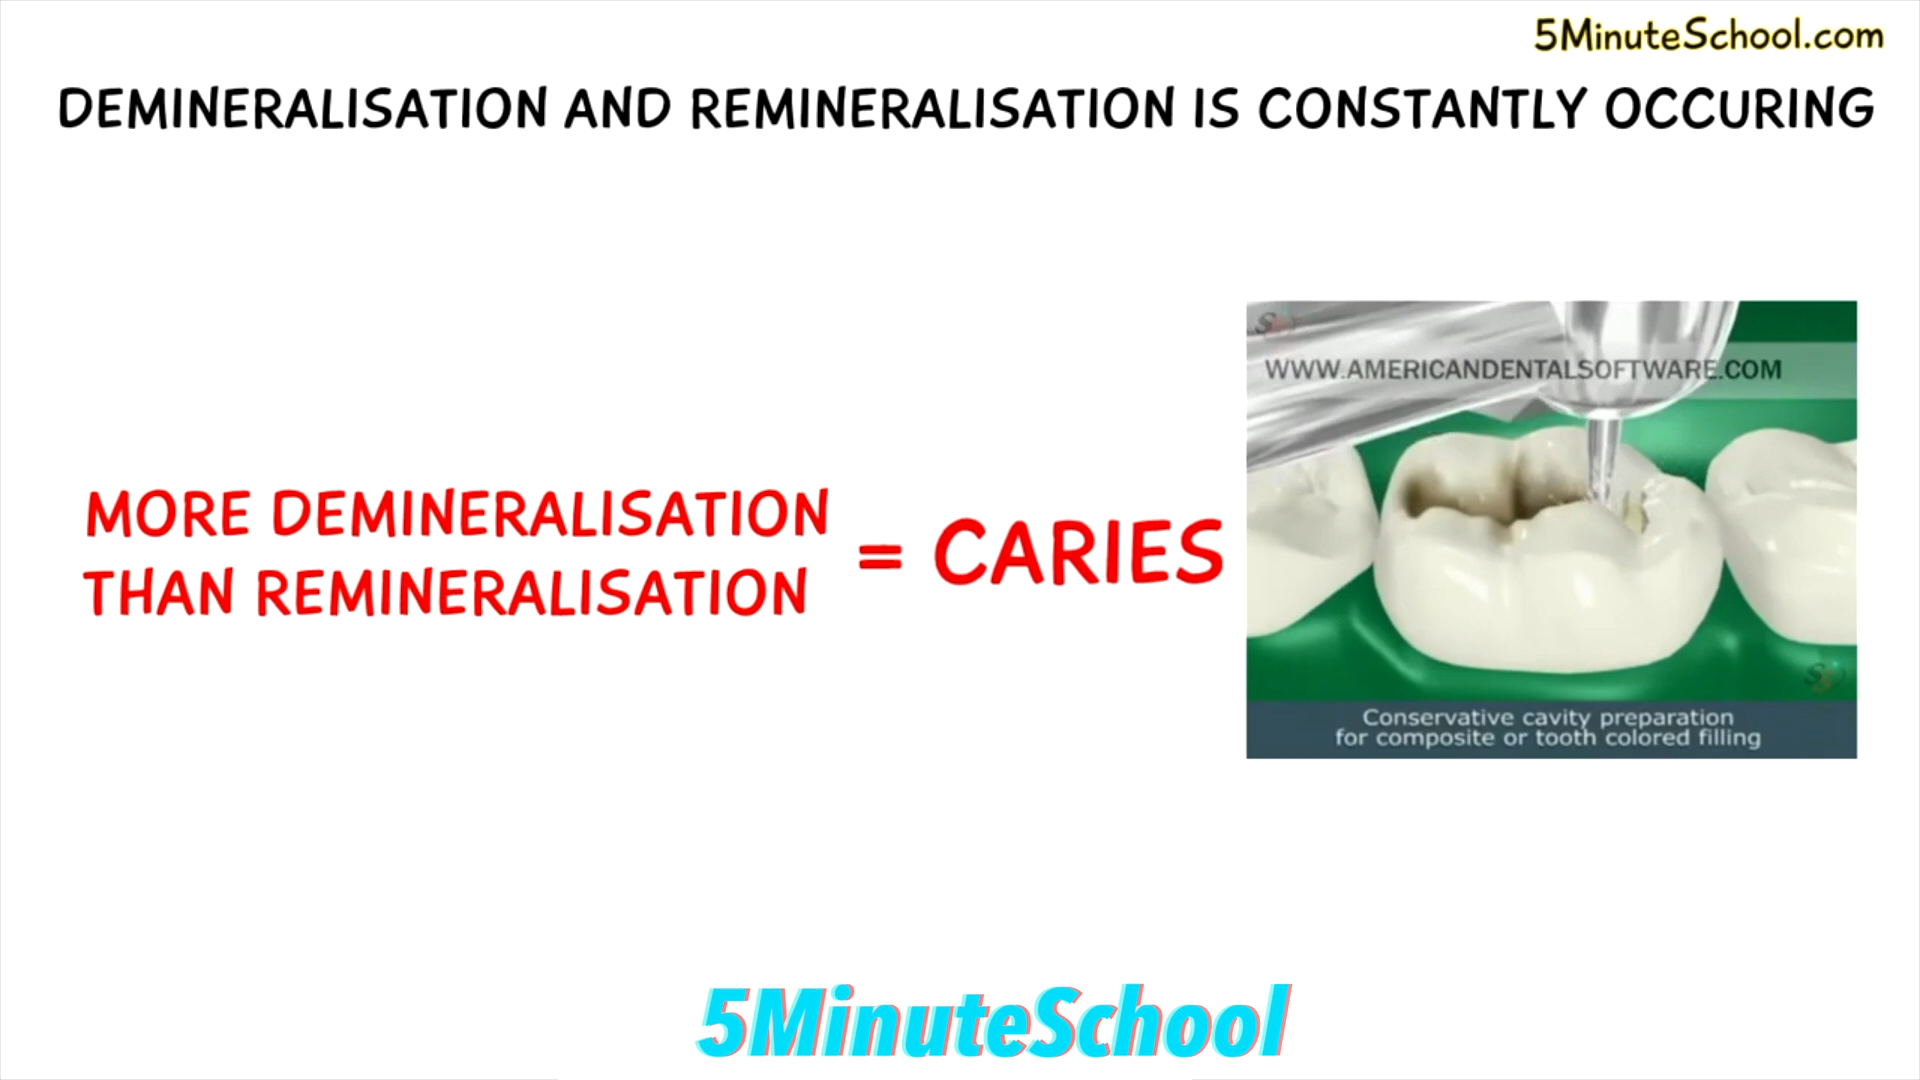 5MinuteSchool.com
DEMINERALISATION AND REMINERALISATION IS CONSTANTLY OCCURING
MORE DEMINERALISATION
THAN REMINERALISATION
= CARIES
WWW.AMERICANDENTALSOFTWARE.COM
Conservative cavity preparation
for composite or tooth colored filling
5MinuteSchool